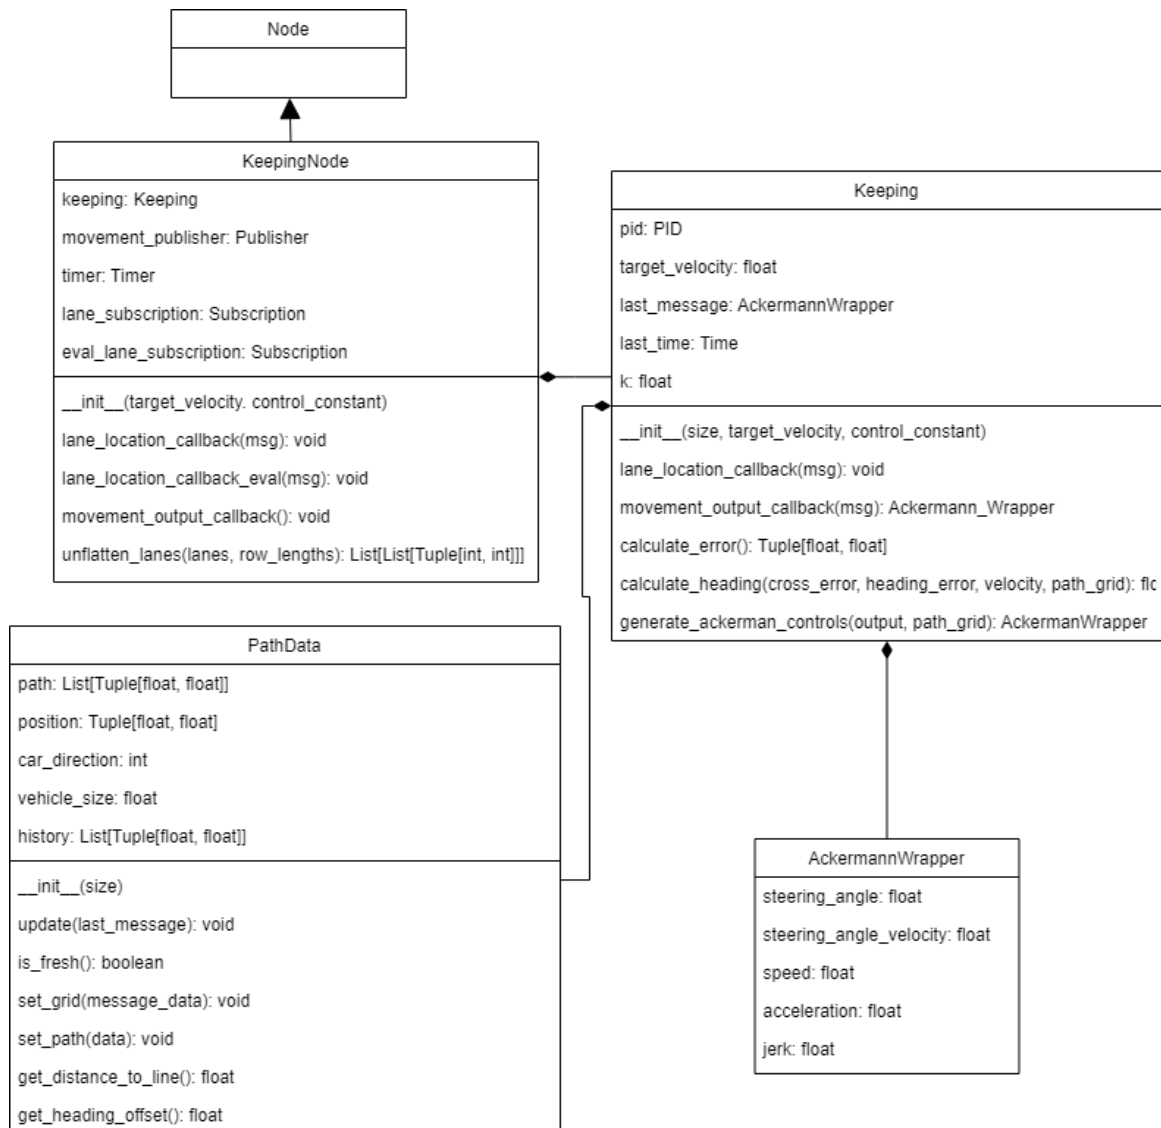 Node
KeepingNode
keeping: Keeping
movement_publisher: Publisher
timer: Timer
lane_subscription: Subscription
eval_lane_subscription: Subscription
__init__(target_velocity. control_constant)
lane_location_callback(msg): void
lane_location_callback_eval(msg): void
movement_output_callback(): void
unflatten_lanes(lanes, row_lengths): List[List[Tuple[int, int]]]
Keeping
pid: PID
target_velocity: float
last_message: AckermannWrapper
last_time: Time
k: float
__init__(size, target_velocity, control_constant)
lane_location_callback(msg): void
movement_output_callback(msg): Ackermann_Wrapper
calculate_error(): Tuple[float, float]
calculate_heading(cross_error, heading_error, velocity, path_grid):
generate_ackerman_controls(output, path_grid): AckermanWrapper
PathData
path: List[Tuple[float, float]]
position: Tuple[float, float]
car_direction: int
vehicle_size: float
history: List[Tuple[float, float]]
__init__(size)
update(last_message): void
is_fresh(): boolean
set_grid(message_data): void
set_path(data): void
get_distance_to_line(): float
get_heading_offset(): float
AckermannWrapper
steering_angle: float
steering_angle_velocity: float
speed: float
acceleration: float
jerk: float